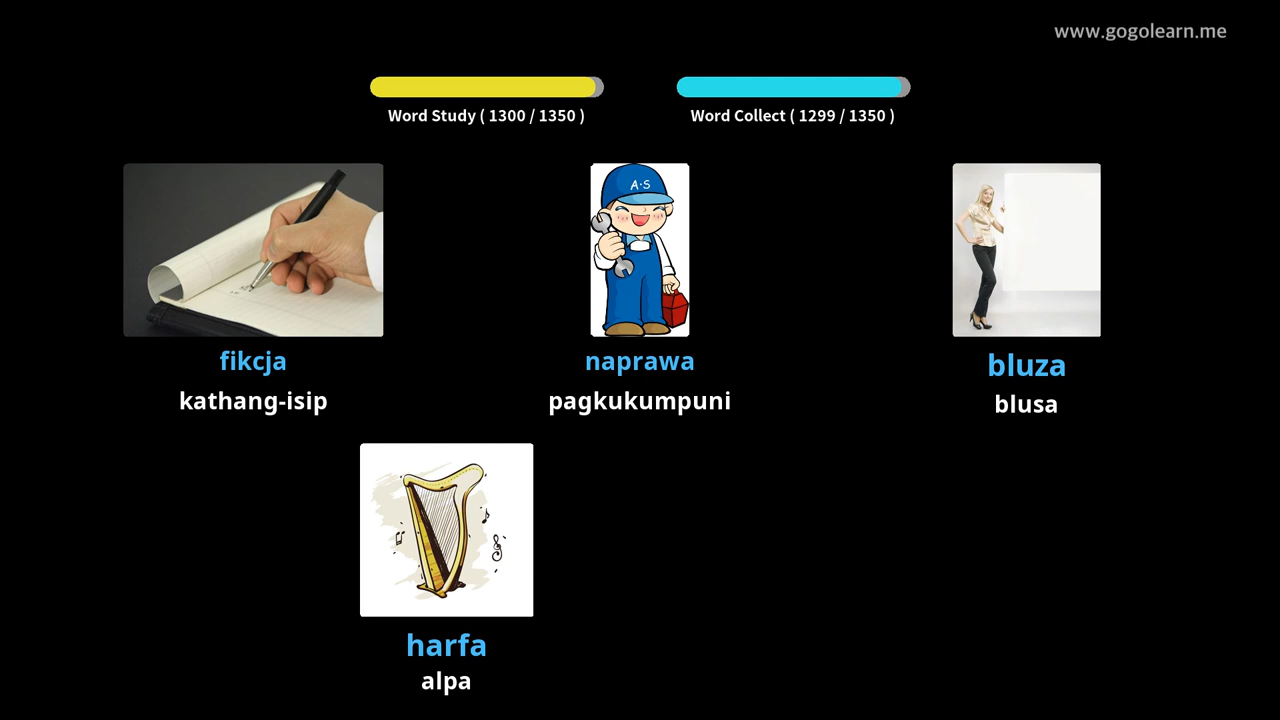 www.gogolearn.me
Word Study ( 1300 / 1350 )
Word Collect ( 1299 / 1350 )
A·S
fikcja
naprawa
bluza
kathang-isip
pagkukumpuni
blusa
harfa
alpa